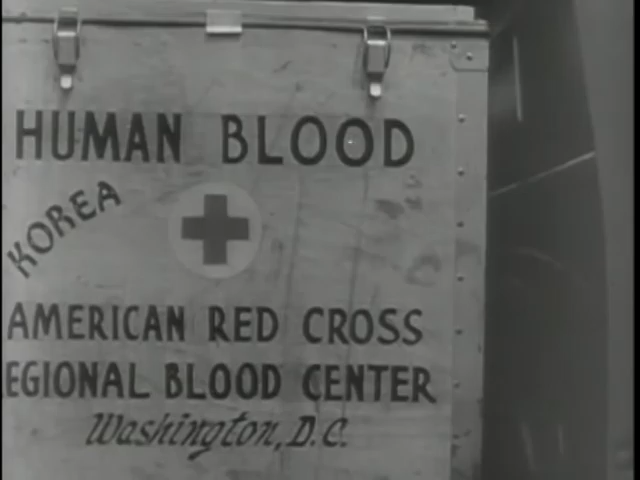 HUMAN BLOOD
KOREA
AMERICAN RED CROSS
EGIONAL BLOOD CENTER
Washington, D.C.